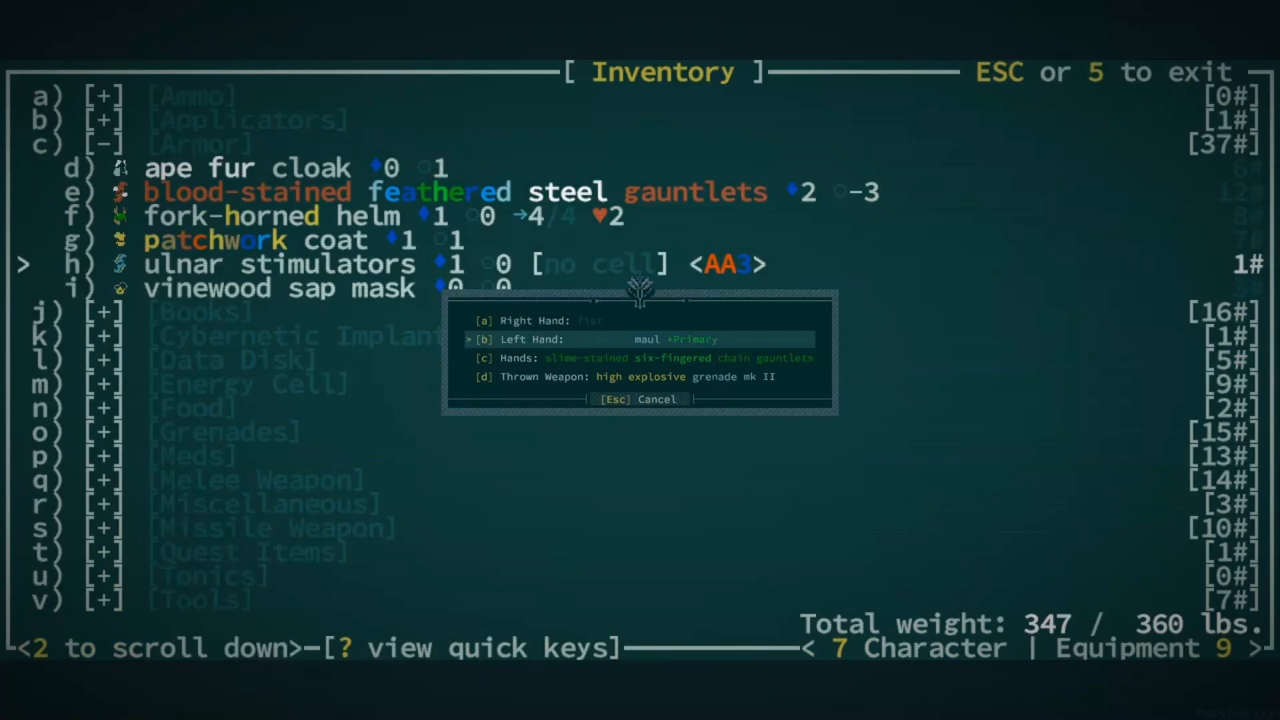 [ Inventory ] ESC or 5 to exit
a) [+] [Ammo] [0#]
b) [+] [Applicators] [1#]
c) [-] [Armor] [37#]
d) ape fur cloak ♦0 ○1 6#
e) blood-stained feathered steel gauntlets ♦2 ○-3 12#
f) fork-horned helm ♦1 ○0 →4/4 ♥2 8#
g) patchwork coat ♦1 ○1 7#
> h) ulnar stimulators ♦1 ○0 [no cell] <AA3> 1#
i) vinewood sap mask ♦0 ○0
j) [+] [Books] [16#]
k) [+] [Cybernetic Implant [1#]
l) [+] [Data Disk] [5#]
m) [+] [Energy Cell] [9#]
n) [+] [Food] [2#]
o) [+] [Grenades] [15#]
p) [+] [Meds] [13#]
q) [+] [Melee Weapon] [14#]
r) [+] [Miscellaneous] [3#]
s) [+] [Missile Weapon] [10#]
t) [+] [Quest Items] [1#]
u) [+] [Tonics] [0#]
v) [+] [Tools] [7#]
[a] Right Hand: fist
> [b] Left Hand: maul *Primary
[c] Hands: slime-stained six-fingered chain gauntlets
[d] Thrown Weapon: high explosive grenade mk II
[Esc] Cancel
Total weight: 347 / 360 lbs.
<2 to scroll down> [? view quick keys] < 7 Character | Equipment 9 >